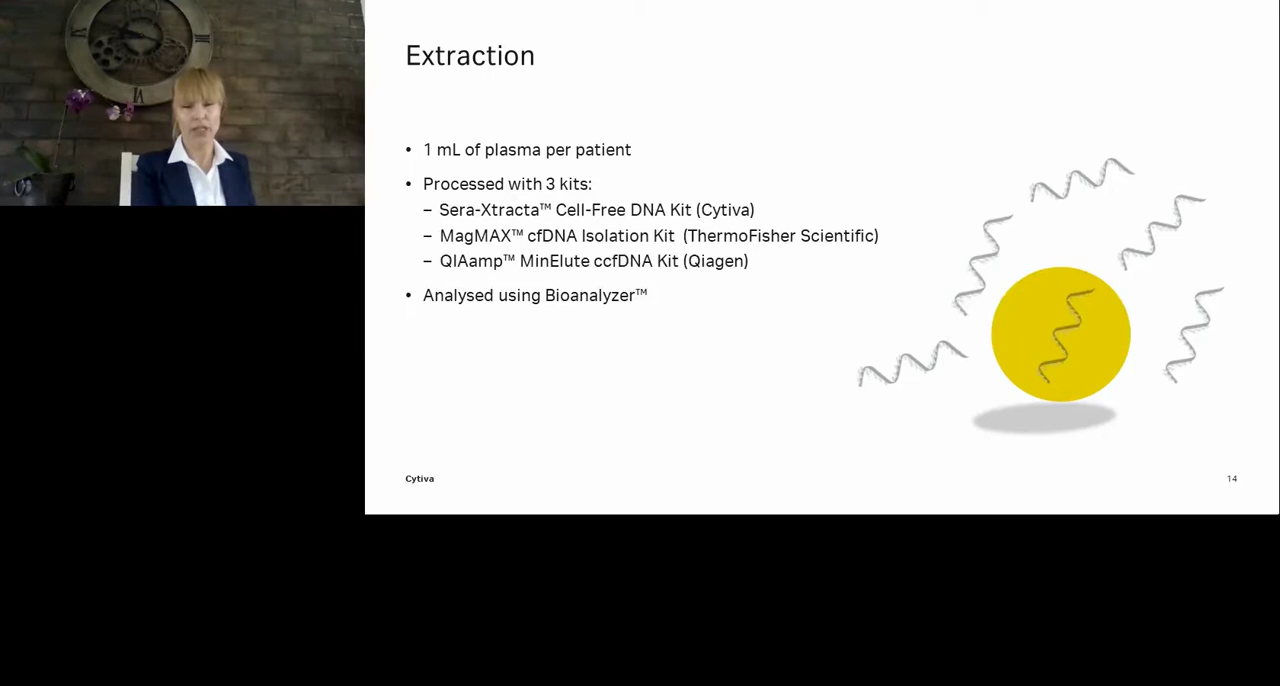 Extraction
• 1 mL of plasma per patient
• Processed with 3 kits:
– Sera-Xtracta™ Cell-Free DNA Kit (Cytiva)
– MagMAX™ cfDNA Isolation Kit (ThermoFisher Scientific)
– QIAamp™ MinElute ccfDNA Kit (Qiagen)
• Analysed using Bioanalyzer™
Cytiva
14